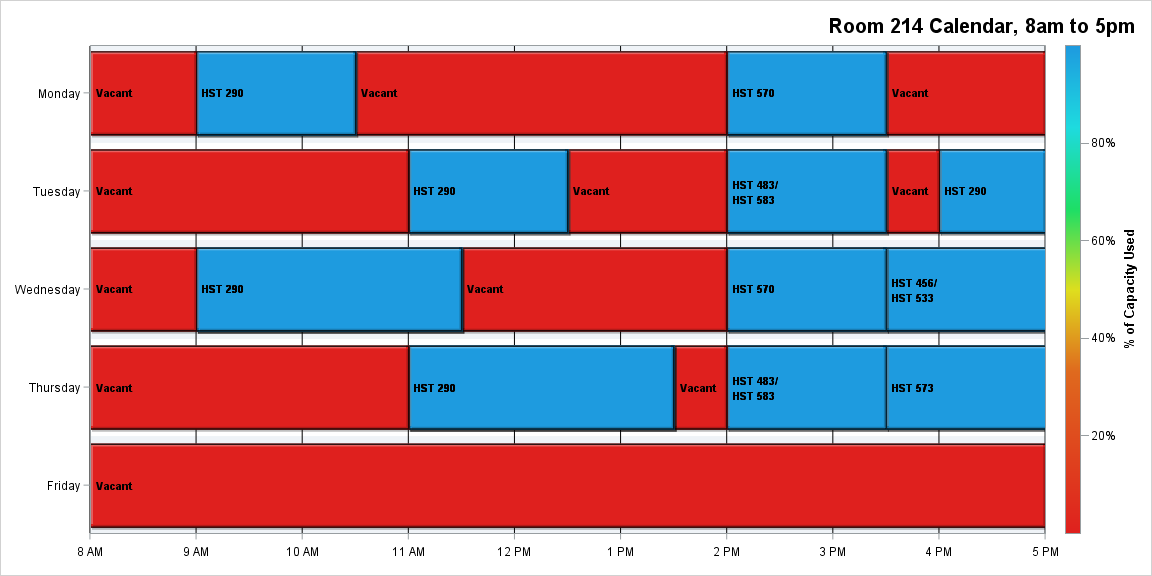 Room 214 Calendar, 8am to 5pm
Monday
Vacant
HST 290
Vacant
HST 570
Vacant
Tuesday
Vacant
HST 290
Vacant
HST 483/
HST 583
Vacant
HST 290
Wednesday
Vacant
HST 290
Vacant
HST 570
HST 456/
HST 533
Thursday
Vacant
HST 290
Vacant
HST 483/
HST 583
HST 573
Friday
Vacant
8 AM
9 AM
10 AM
11 AM
12 PM
1 PM
2 PM
3 PM
4 PM
5 PM
80%
60%
40%
20%
% of Capacity Used